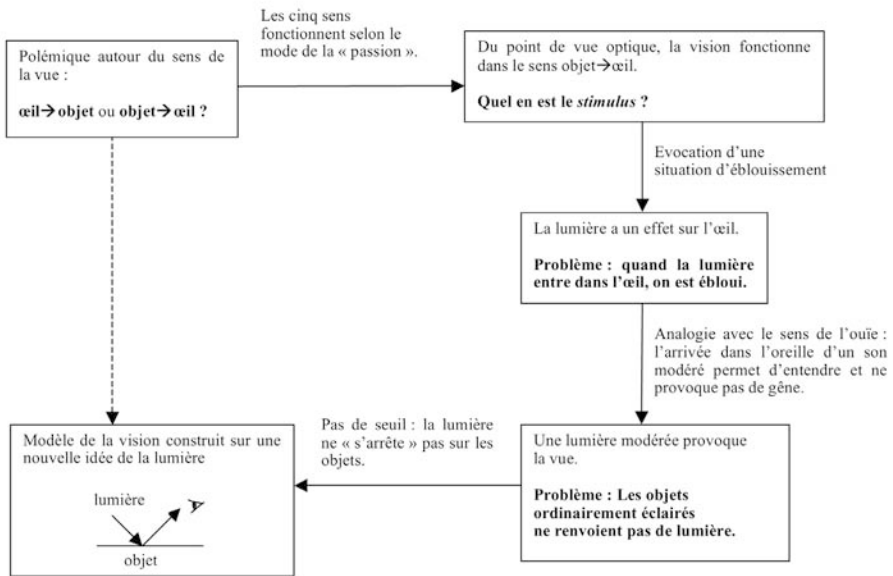 Polémique autour du sens de
la vue :
œil→objet ou objet→œil ?
Les cinq sens
fonctionnent selon le
mode de la « passion ».
Du point de vue optique, la vision fonctionne
dans le sens objet→œil.
Quel en est le stimulus ?
Evocation d’une
situation d’éblouissement
La lumière a un effet sur l’œil.
Problème : quand la lumière
entre dans l’œil, on est ébloui.
Analogie avec le sens de l’ouïe :
l’arrivée dans l’oreille d’un son
modéré permet d’entendre et ne
provoque pas de gêne.
Une lumière modérée provoque
la vue.
Problème : Les objets
ordinairement éclairés
ne renvoient pas de lumière.
Pas de seuil : la lumière
ne « s’arrête » pas sur les
objets.
Modèle de la vision construit sur une
nouvelle idée de la lumière
lumière
objet